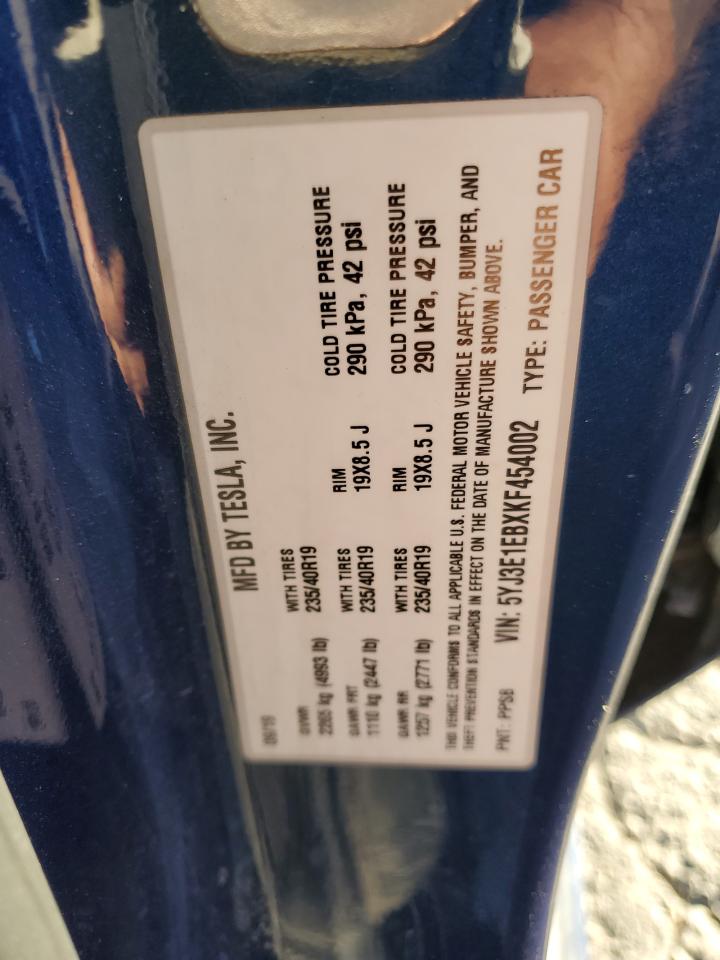 MFD BY TESLA, INC.
09/19
GVWR
WITH TIRES
2265 kg (4993 lb) 235/40R19
GAWR FRT WITH TIRES RIM COLD TIRE PRESSURE
1110 kg (2447 lb) 235/40R19 19X8.5 J 290 kPa, 42 psi
GAWR RR WITH TIRES RIM COLD TIRE PRESSURE
1257 kg (2771 lb) 235/40R19 19X8.5 J 290 kPa, 42 psi
THIS VEHICLE CONFORMS TO ALL APPLICABLE U.S. FEDERAL MOTOR VEHICLE SAFETY, BUMPER, AND
THEFT PREVENTION STANDARDS IN EFFECT ON THE DATE OF MANUFACTURE SHOWN ABOVE.
PNT: PPSB VIN: 5YJ3E1EBXKF454002 TYPE: PASSENGER CAR